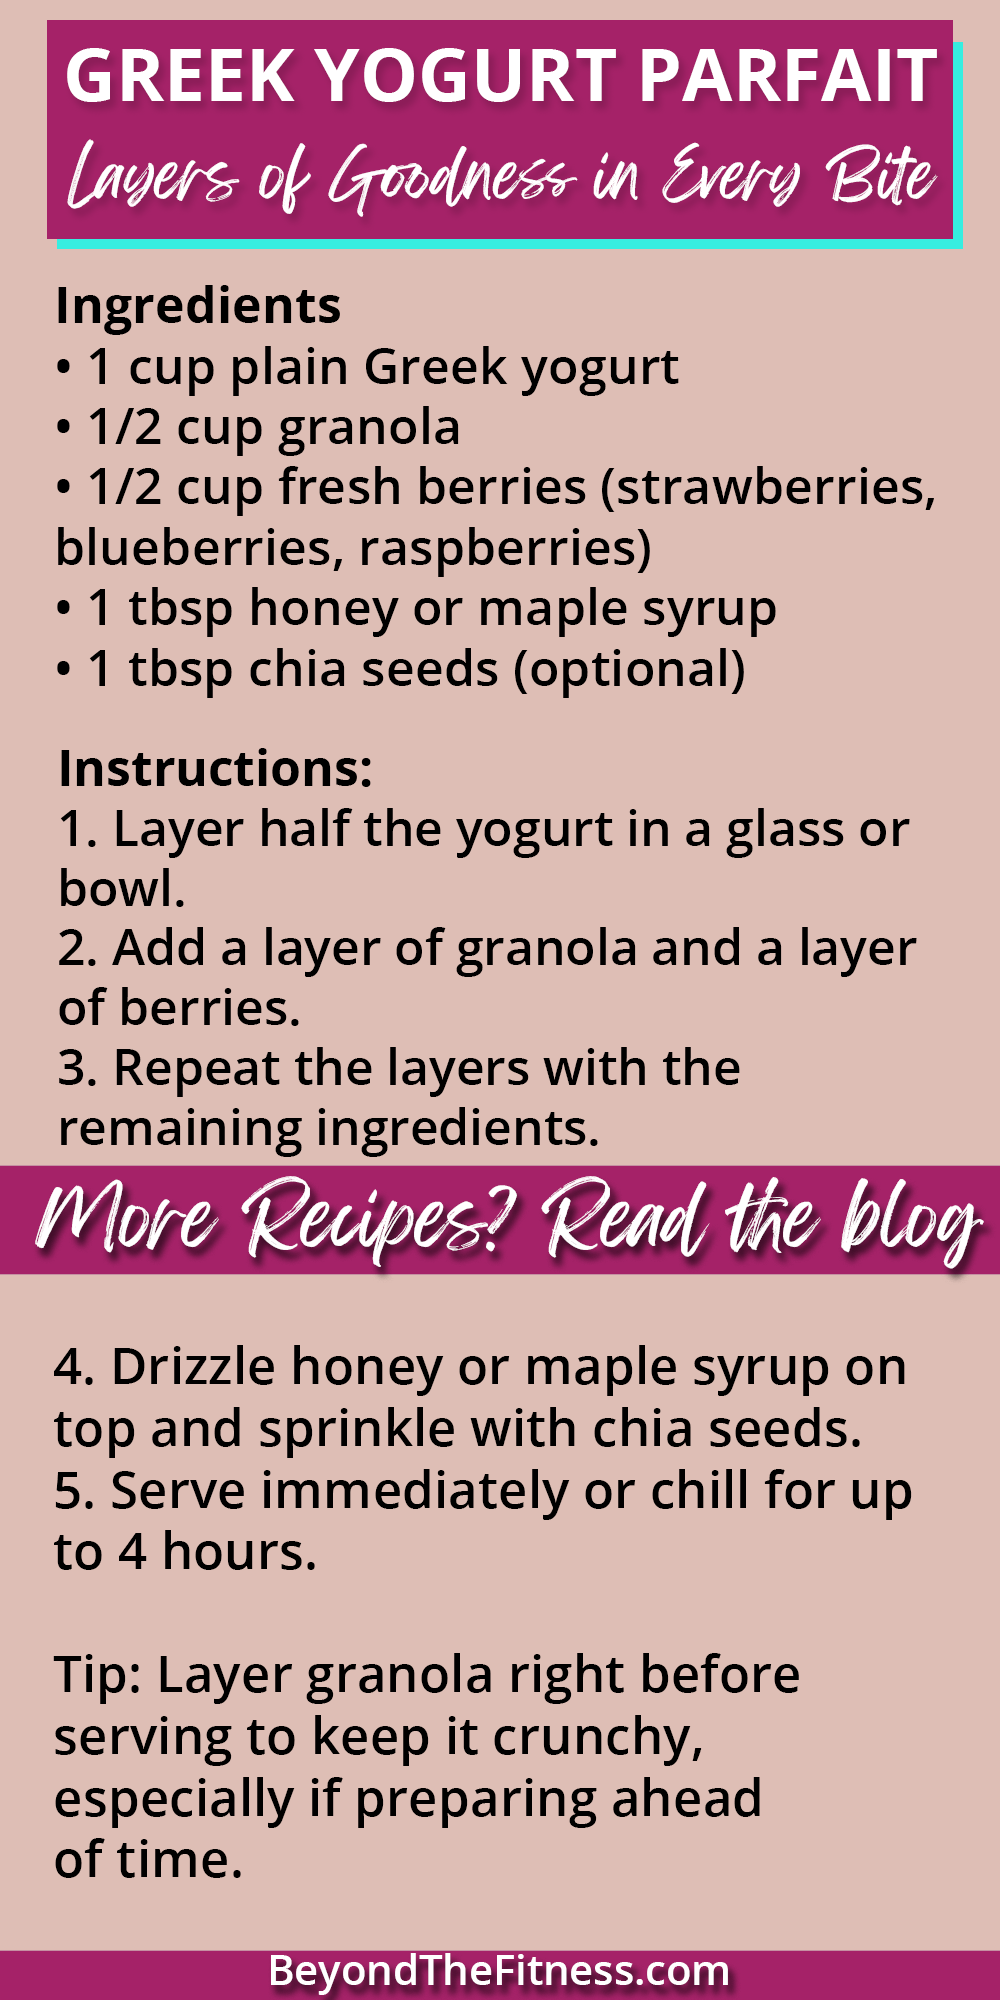 GREEK YOGURT PARFAIT
Layers of Goodness in Every Bite
Ingredients
• 1 cup plain Greek yogurt
• 1/2 cup granola
• 1/2 cup fresh berries (strawberries,
blueberries, raspberries)
• 1 tbsp honey or maple syrup
• 1 tbsp chia seeds (optional)
Instructions:
1. Layer half the yogurt in a glass or
bowl.
2. Add a layer of granola and a layer
of berries.
3. Repeat the layers with the
remaining ingredients.
More Recipes? Read the blog
4. Drizzle honey or maple syrup on
top and sprinkle with chia seeds.
5. Serve immediately or chill for up
to 4 hours.
Tip: Layer granola right before
serving to keep it crunchy,
especially if preparing ahead
of time.
BeyondTheFitness.com